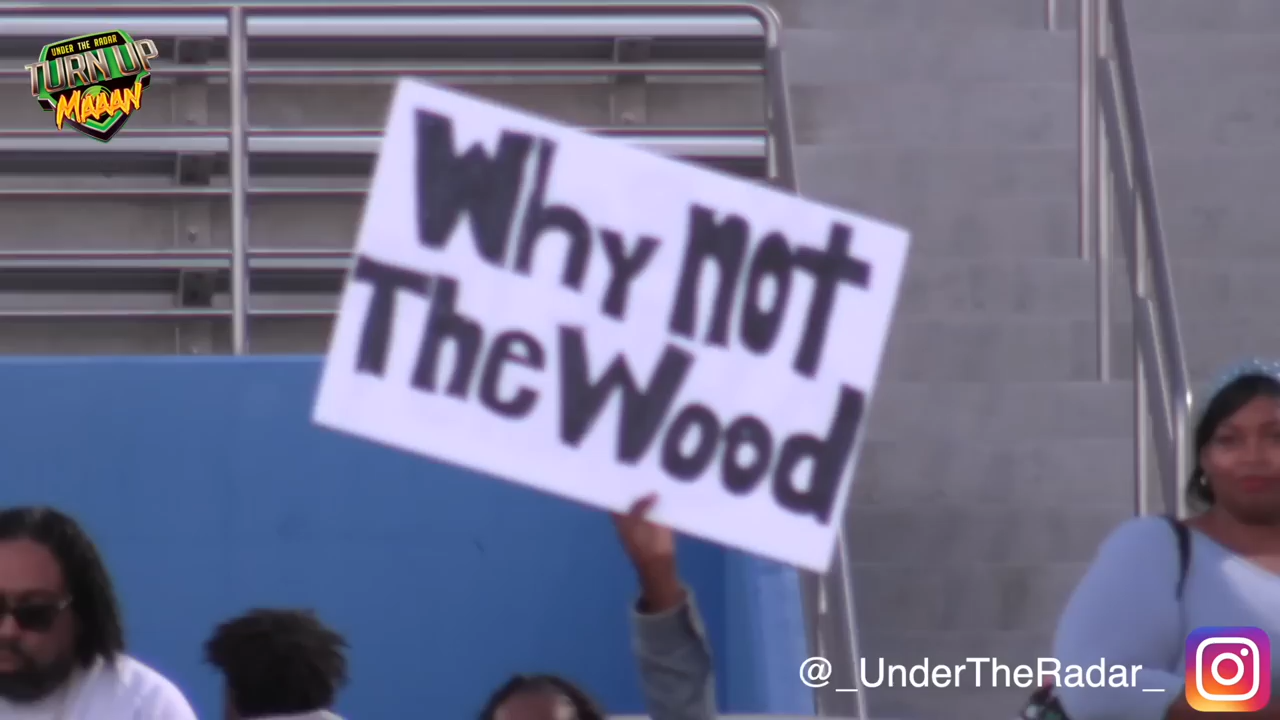 UNDER THE RADAR
TURN UP
MAAAN
Why not
The Wood
@_UnderTheRadar_